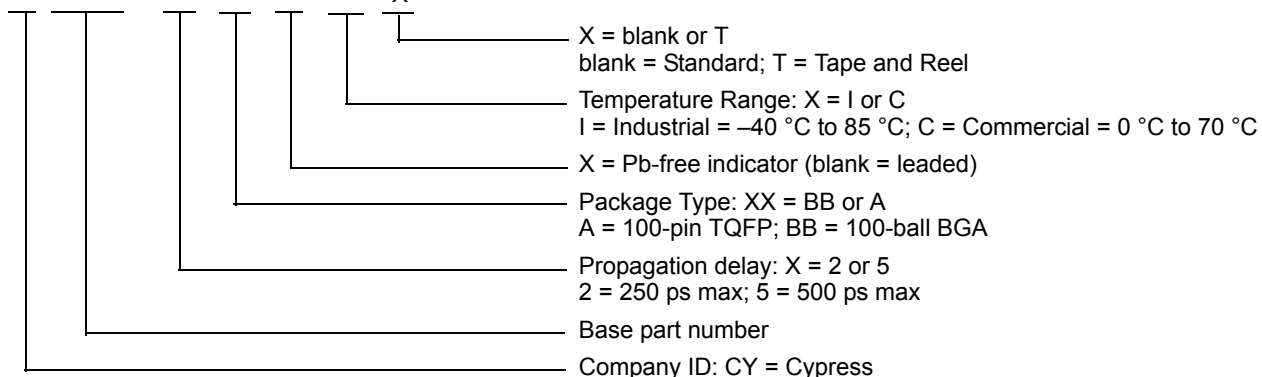 X = blank or T
blank = Standard; T = Tape and Reel
Temperature Range: X = I or C
I = Industrial = –40 °C to 85 °C; C = Commercial = 0 °C to 70 °C
X = Pb-free indicator (blank = leaded)
Package Type: XX = BB or A
A = 100-pin TQFP; BB = 100-ball BGA
Propagation delay: X = 2 or 5
2 = 250 ps max; 5 = 500 ps max
Base part number
Company ID: CY = Cypress